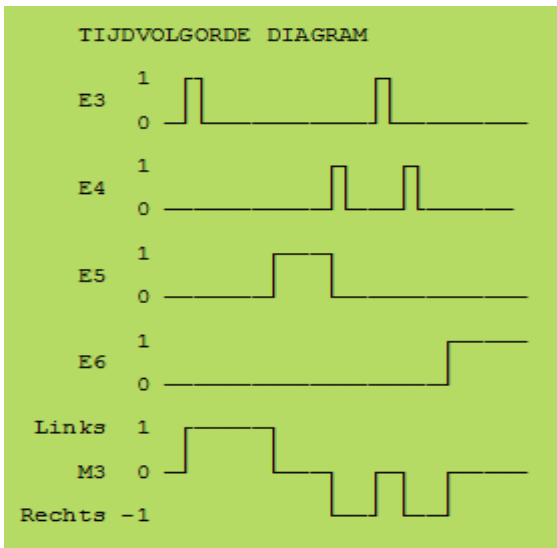 TIJDVOLGORDE DIAGRAM
1
E3
0
1
E4
0
1
E5
0
1
E6
0
Links 1
M3 0
Rechts -1